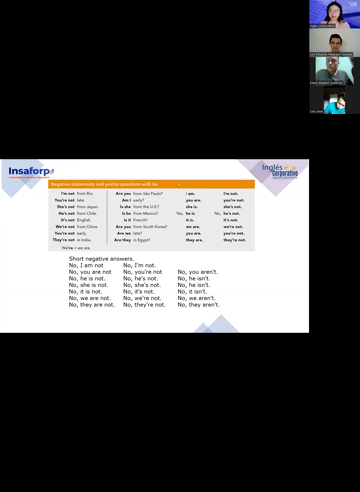 Insaforp
Inglés
Corporativo
Negative statements and yes/no questions with be
I'm not from Rio. Are you from São Paulo? I am. I'm not.
You're not late. Am I early? you are. you're not.
She's not from Japan. Is she from the U.S.? she is. she's not.
He's not from Chile. Is he from Mexico? Yes, he is. No, he's not.
It's not English. Is it French? it is. it's not.
We're not from China. Are you from South Korea? we are. we're not.
You're not early. Are we late? you are. you're not.
They're not in India. Are they in Egypt? they are. they're not.
We're = we are
Short negative answers.
No, I am not No, I'm not.
No, you are not No, you're not No, you aren't.
No, he is not. No, he's not. No, he isn't.
No, she is not. No, she's not. No, he isn't.
No, it is not. No, it's not. No, it isn't.
No, we are not. No, we're not. No, we aren't.
No, they are not. No, they're not. No, they aren't.